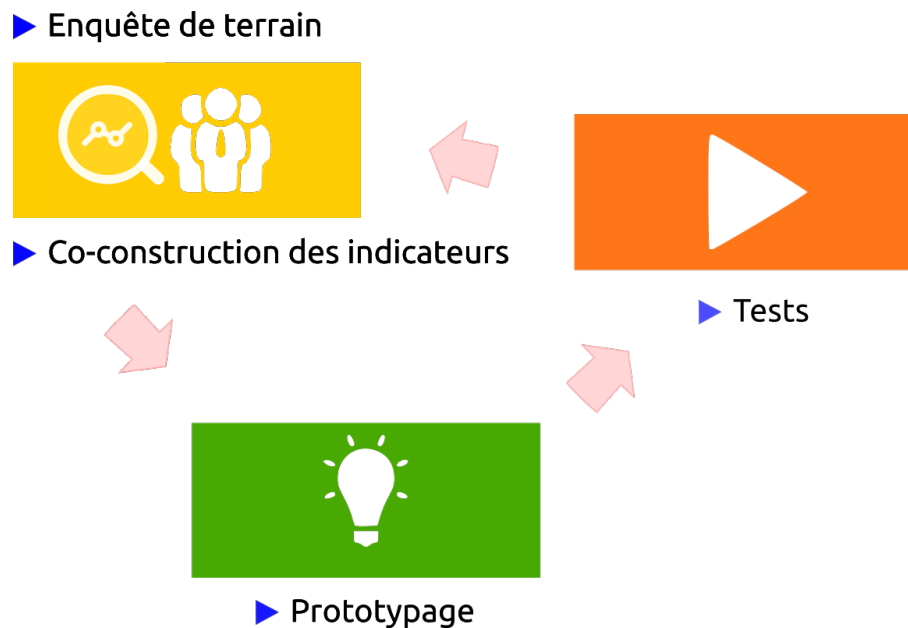 Enquête de terrain
Co-construction des indicateurs
Tests
Prototypage